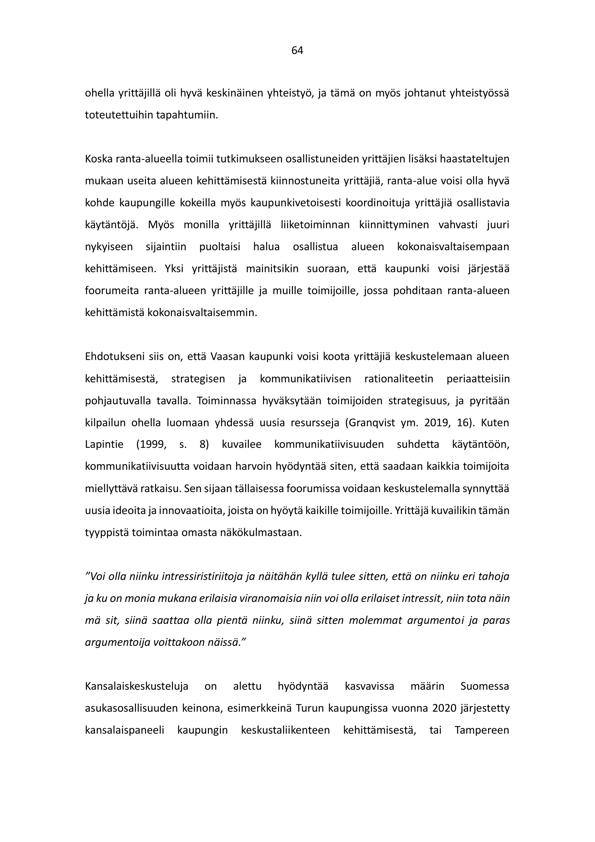 64
ohella yrittäjillä oli hyvä keskinäinen yhteistyö, ja tämä on myös johtanut yhteistyössä
toteutettuihin tapahtumiin.
Koska ranta-alueella toimii tutkimukseen osallistuneiden yrittäjien lisäksi haastateltujen
mukaan useita alueen kehittämisestä kiinnostuneita yrittäjiä, ranta-alue voisi olla hyvä
kohde kaupungille kokeilla myös kaupunkivetoisesti koordinoituja yrittäjiä osallistavia
käytäntöjä. Myös monilla yrittäjillä liiketoiminnan kiinnittyminen vahvasti juuri
nykyiseen sijaintiin puoltaisi halua osallistua alueen kokonaisvaltaisempaan
kehittämiseen. Yksi yrittäjistä mainitsikin suoraan, että kaupunki voisi järjestää
foorumeita ranta-alueen yrittäjille ja muille toimijoille, jossa pohditaan ranta-alueen
kehittämistä kokonaisvaltaisemmin.
Ehdotukseni siis on, että Vaasan kaupunki voisi koota yrittäjiä keskustelemaan alueen
kehittämisestä, strategisen ja kommunikatiivisen rationaliteetin periaatteisiin
pohjautuvalla tavalla. Toiminnassa hyväksytään toimijoiden strategisuus, ja pyritään
kilpailun ohella luomaan yhdessä uusia resursseja (Granqvist ym. 2019, 16). Kuten
Lapintie (1999, s. 8) kuvailee kommunikatiivisuuden suhdetta käytäntöön,
kommunikatiivisuutta voidaan harvoin hyödyntää siten, että saadaan kaikkia toimijoita
miellyttävä ratkaisu. Sen sijaan tällaisessa foorumissa voidaan keskustelemalla synnyttää
uusia ideoita ja innovaatioita, joista on hyötyä kaikille toimijoille. Yrittäjä kuvailikin tämän
tyyppistä toimintaa omasta näkökulmastaan.
”Voi olla niinku intressiristiriitoja ja näitähän kyllä tulee sitten, että on niinku eri tahoja
ja ku on monia mukana erilaisia viranomaisia niin voi olla erilaiset intressit, niin tota näin
mä sit, siinä saattaa olla pientä niinku, siinä sitten molemmat argumentoi ja paras
argumentoija voittakoon näissä.”
Kansalaiskeskusteluja on alettu hyödyntää kasvavissa määrin Suomessa
asukasosallisuuden keinona, esimerkkeinä Turun kaupungissa vuonna 2020 järjestetty
kansalaispaneeli kaupungin keskustaliikenteen kehittämisestä, tai Tampereen